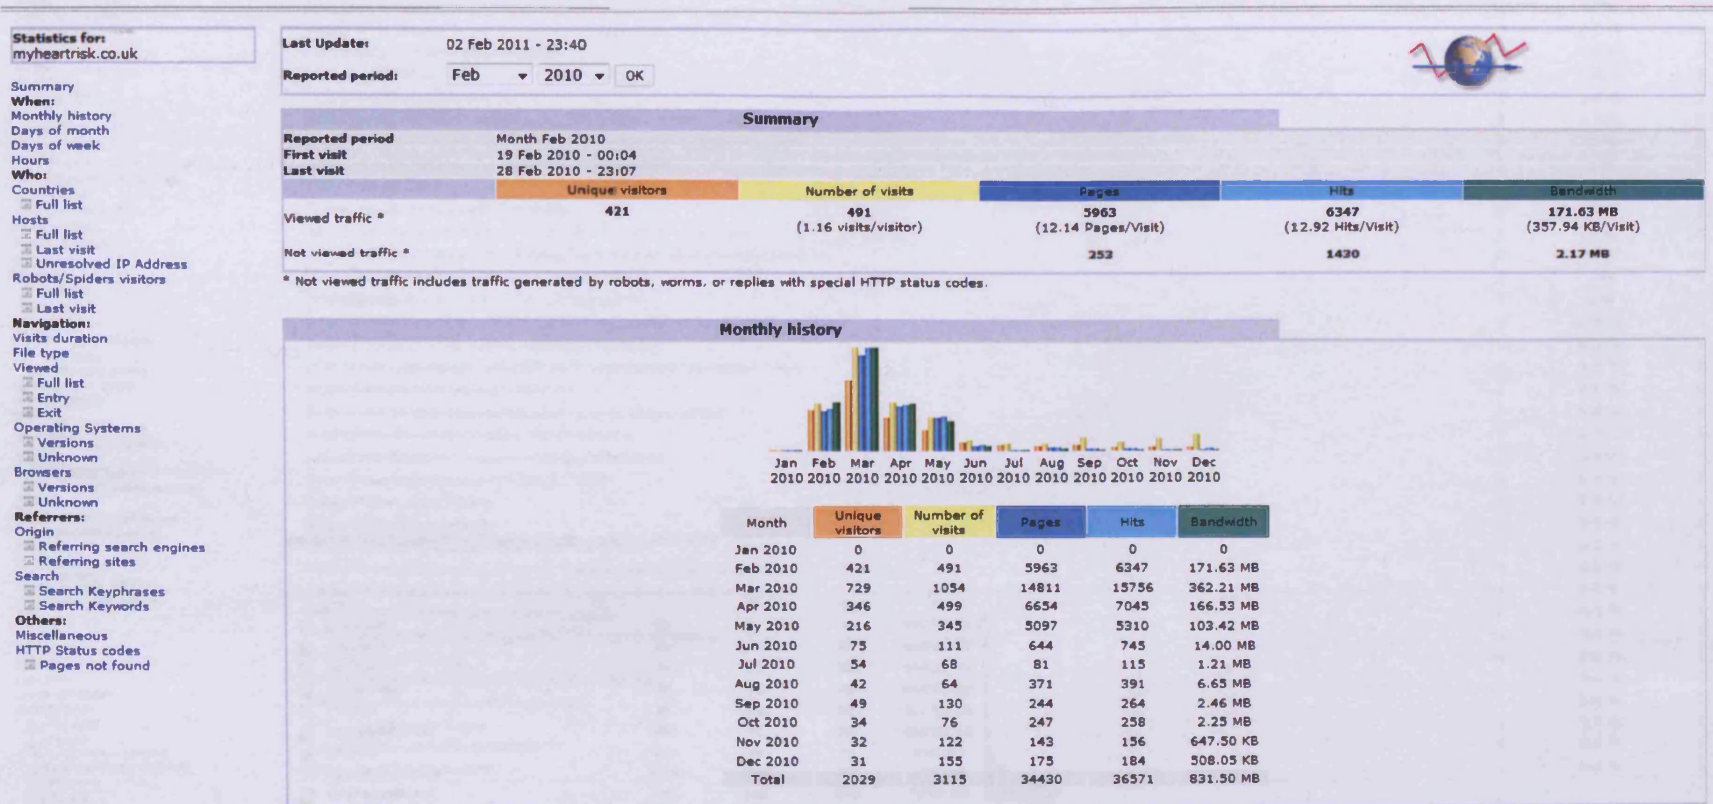 Statistics for:
myheartrisk.co.uk
Summary
When:
Monthly history
Days of month
Days of week
Hours
Who:
Countries
Full list
Hosts
Full list
Last visit
Unresolved IP Address
Robots/Spiders visitors
Full list
Last visit
Navigation:
Visits duration
File type
Viewed
Full list
Entry
Exit
Operating Systems
Versions
Unknown
Browsers
Versions
Unknown
Referrers:
Origin
Referring search engines
Referring sites
Search
Search Keyphrases
Search Keywords
Others:
Miscellaneous
HTTP Status codes
Pages not found
Last Update: 02 Feb 2011 - 23:40
Reported period: Feb 2010 OK
Summary
Reported period Month Feb 2010
First visit 19 Feb 2010 - 00:04
Last visit 28 Feb 2010 - 23:07
Unique visitors Number of visits Pages Hits Bandwidth
Viewed traffic * 421 491 5963 6347 171.63 MB
(1.16 visits/visitor) (12.14 Pages/Visit) (12.92 Hits/Visit) (357.94 KB/Visit)
Not viewed traffic * 253 1430 2.17 MB
* Not viewed traffic includes traffic generated by robots, worms, or replies with special HTTP status codes.
Monthly history
Jan Feb Mar Apr May Jun Jul Aug Sep Oct Nov Dec
2010 2010 2010 2010 2010 2010 2010 2010 2010 2010 2010 2010
Month Unique visitors Number of visits Pages Hits Bandwidth
Jan 2010 0 0 0 0 0
Feb 2010 421 491 5963 6347 171.63 MB
Mar 2010 729 1054 14811 15756 362.21 MB
Apr 2010 346 499 6654 7045 166.53 MB
May 2010 216 345 5097 5310 103.42 MB
Jun 2010 75 111 644 745 14.00 MB
Jul 2010 54 68 81 115 1.21 MB
Aug 2010 42 64 371 391 6.65 MB
Sep 2010 49 130 244 264 2.46 MB
Oct 2010 34 76 247 258 2.25 MB
Nov 2010 32 122 143 156 647.50 KB
Dec 2010 31 155 175 184 508.05 KB
Total 2029 3115 34430 36571 831.50 MB